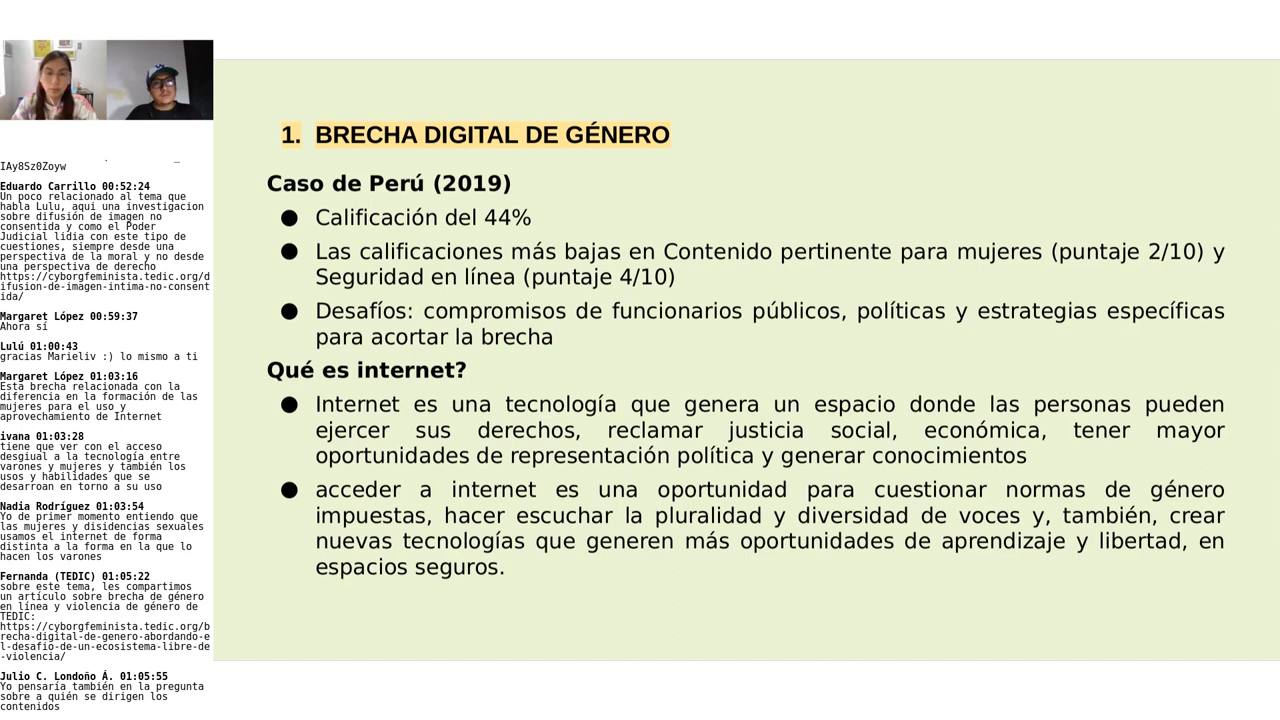 IAy8Sz0Zoyw
Eduardo Carrillo 00:52:24
Un poco relacionado al tema que
habla Lulu, aqui una investigacion
sobre difusión de imagen no
consentida y como el Poder
Judicial lidia con este tipo de
cuestiones, siempre desde una
perspectiva de la moral y no desde
una perspectiva de derecho
https://cyborgfeminista.tedic.org/d
ifusion-de-imagen-intima-no-consent
ida/
Margaret López 00:59:37
Ahora sí
Lulú 01:00:43
gracias Marieliv :) lo mismo a ti
Margaret López 01:03:16
Esta brecha relacionada con la
diferencia en la formación de las
mujeres para el uso y
aprovechamiento de Internet
ivana 01:03:28
tiene que ver con el acceso
desgiual a la tecnología entre
varones y mujeres y también los
usos y habilidades que se
desarroan en torno a su uso
Nadia Rodríguez 01:03:54
Yo de primer momento entiendo que
las mujeres y disidencias sexuales
usamos el internet de forma
distinta a la forma en la que lo
hacen los varones
Fernanda (TEDIC) 01:05:22
sobre este tema, les compartimos
un artículo sobre brecha de género
en línea y violencia de género de
TEDIC:
https://cyborgfeminista.tedic.org/b
recha-digital-de-genero-abordando-e
l-desafio-de-un-ecosistema-libre-de
-violencia/
Julio C. Londoño Á. 01:05:55
Yo pensaría también en la pregunta
sobre a quién se dirigen los
contenidos
1. BRECHA DIGITAL DE GÉNERO
Caso de Perú (2019)
● Calificación del 44%
● Las calificaciones más bajas en Contenido pertinente para mujeres (puntaje 2/10) y
Seguridad en línea (puntaje 4/10)
● Desafíos: compromisos de funcionarios públicos, políticas y estrategias específicas
para acortar la brecha
Qué es internet?
● Internet es una tecnología que genera un espacio donde las personas pueden
ejercer sus derechos, reclamar justicia social, económica, tener mayor
oportunidades de representación política y generar conocimientos
● acceder a internet es una oportunidad para cuestionar normas de género
impuestas, hacer escuchar la pluralidad y diversidad de voces y, también, crear
nuevas tecnologías que generen más oportunidades de aprendizaje y libertad, en
espacios seguros.